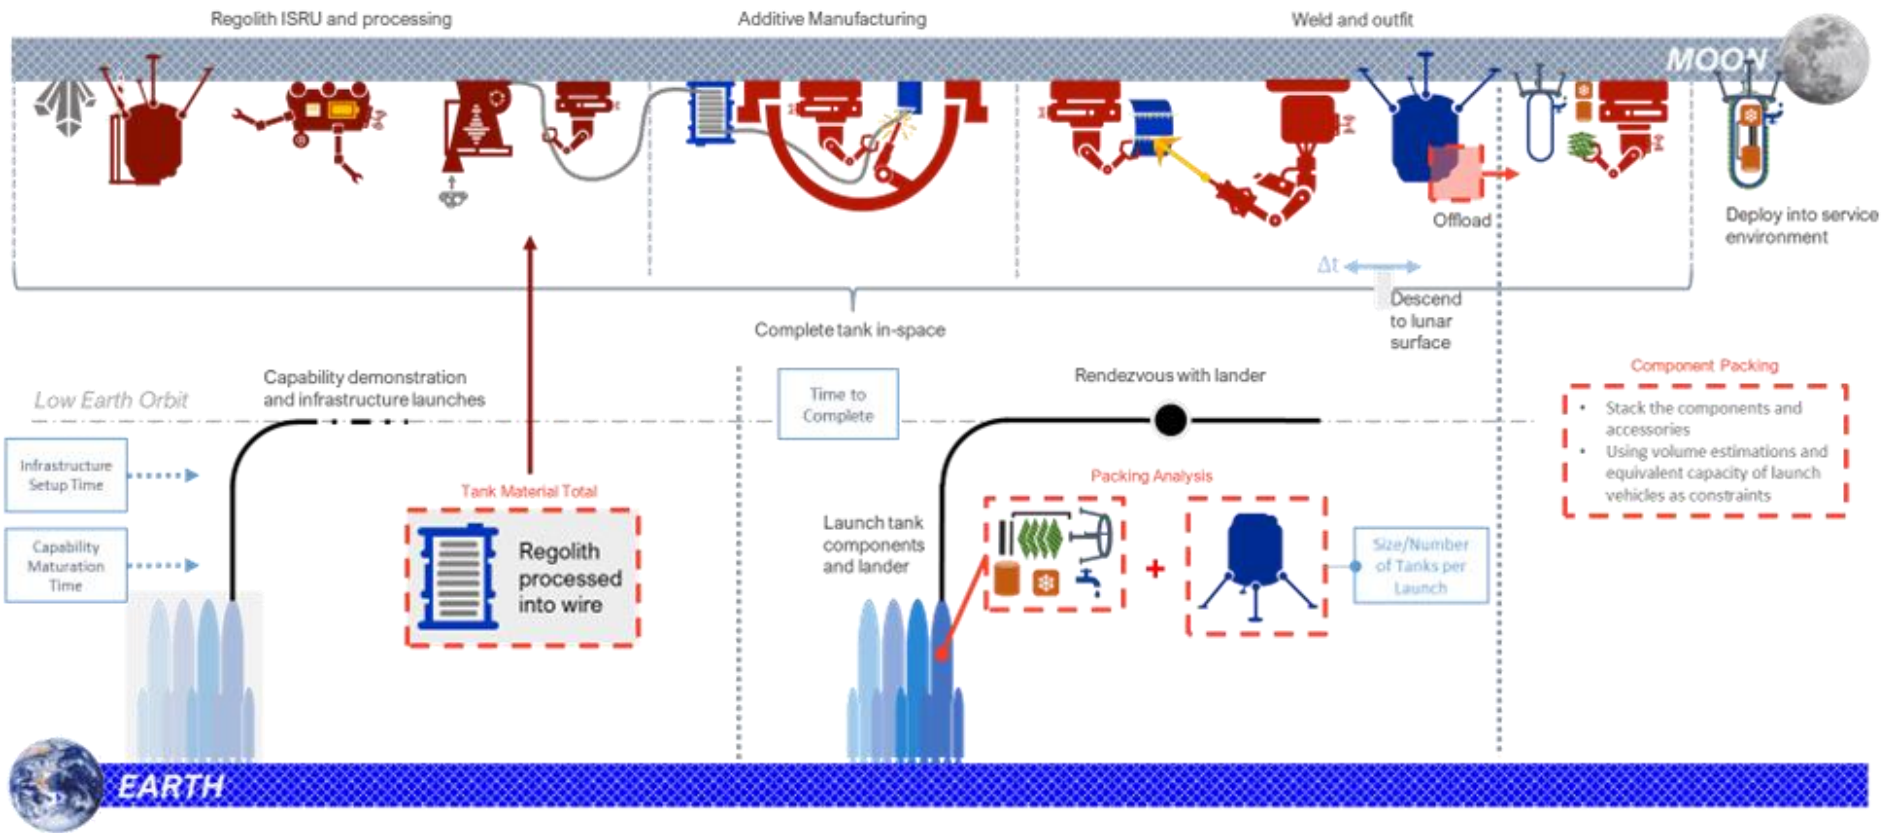 Regolith ISRU and processing
Additive Manufacturing
Weld and outfit
MOON
Offload
Deploy into service
environment
Δt
Descend
to lunar
surface
Complete tank in-space
Capability demonstration
and infrastructure launches
Low Earth Orbit
Time to
Complete
Rendezvous with lander
Component Packing
• Stack the components and
accessories
• Using volume estimations and
equivalent capacity of launch
vehicles as constraints
Infrastructure
Setup Time
Capability
Maturation
Time
Tank Material Total
Regolith
processed
into wire
Packing Analysis
Launch tank
components
and lander
+
Size/Number
of Tanks per
Launch
EARTH